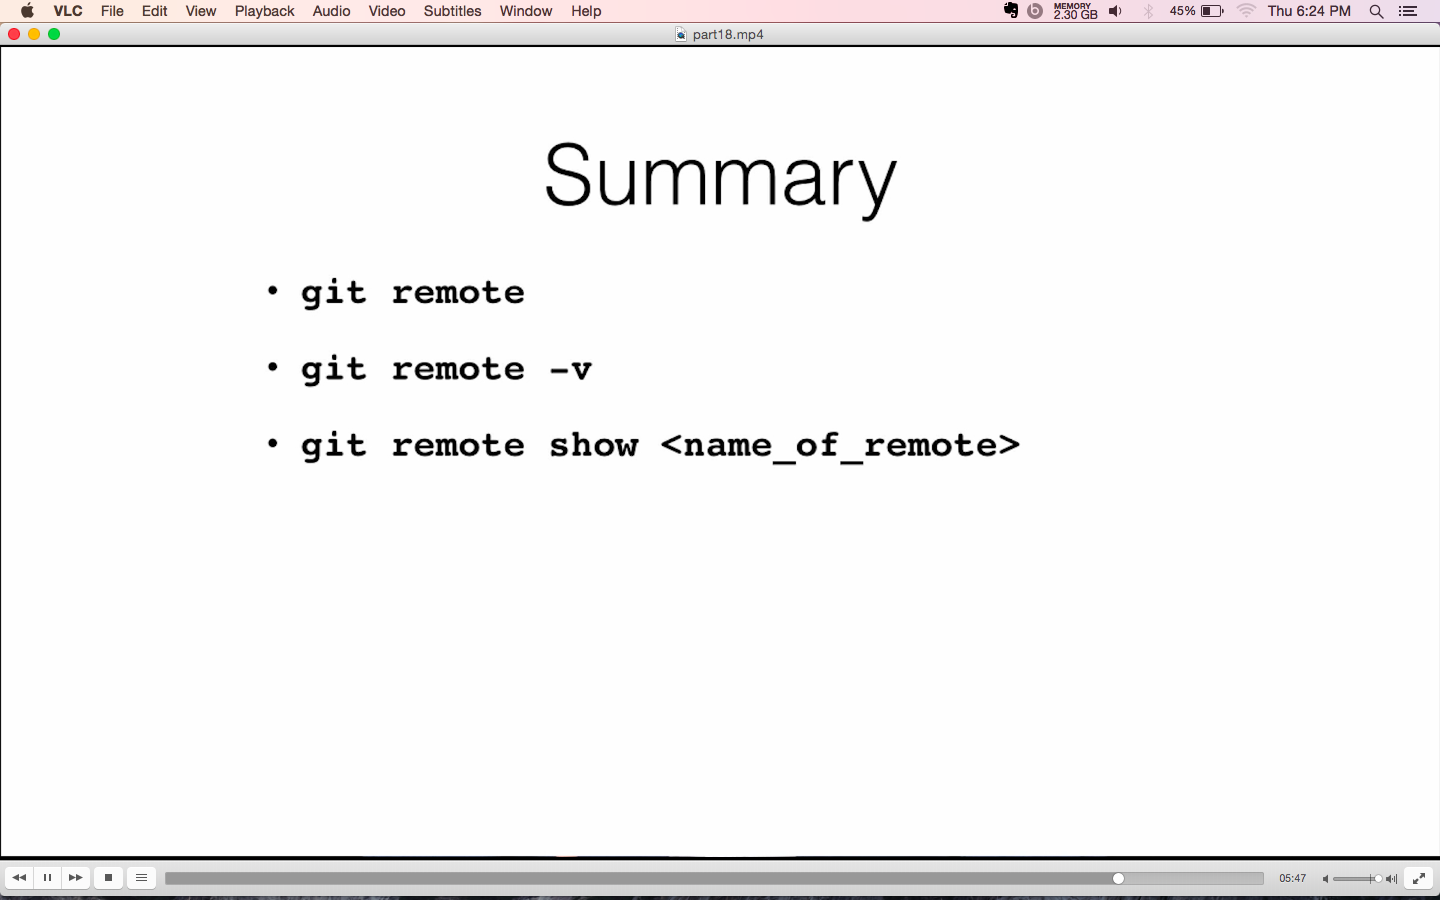 VLC File Edit View Playback Audio Video Subtitles Window Help
MEMORY
2.30 GB
45%
Thu 6:24 PM
part18.mp4
Summary
• git remote
• git remote -v
• git remote show <name_of_remote>
05:47